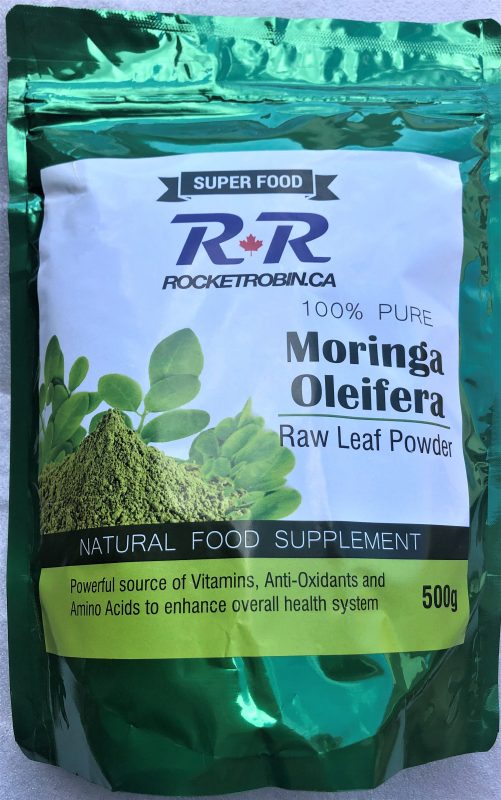 SUPER FOOD
R R
ROCKETROBIN.CA
100% PURE
Moringa
Oleifera
Raw Leaf Powder
NATURAL FOOD SUPPLEMENT
Powerful source of Vitamins, Anti-Oxidants and
Amino Acids to enhance overall health system
500g